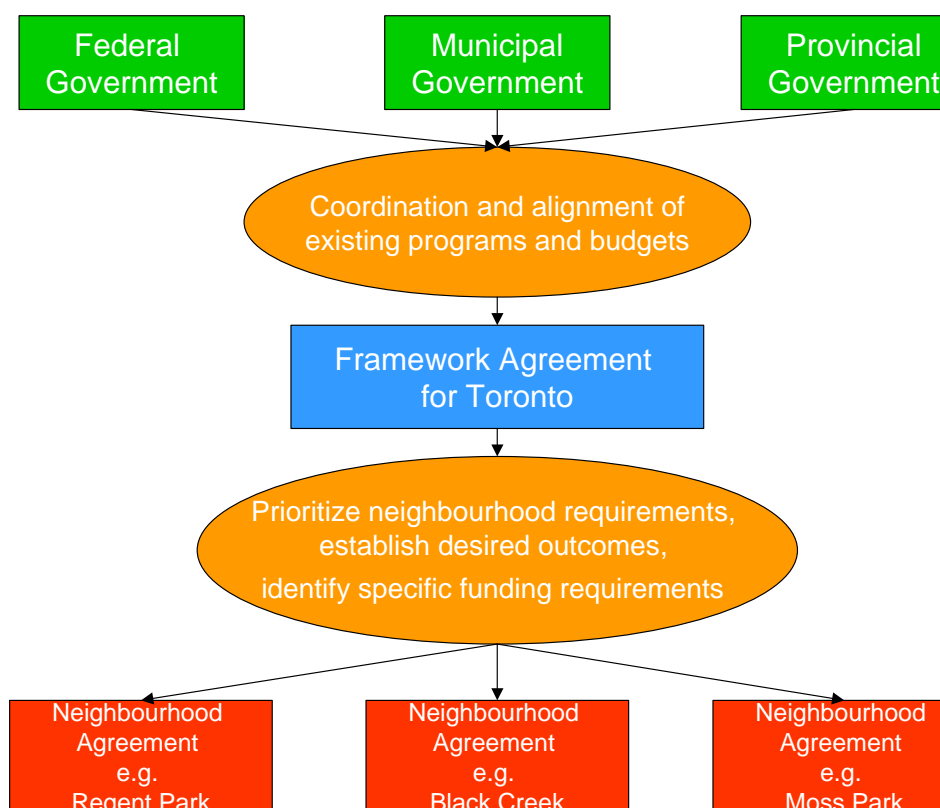 Federal
Government
Municipal
Government
Provincial
Government
Coordination and alignment of
existing programs and budgets
Framework Agreement
for Toronto
Prioritize neighbourhood requirements,
establish desired outcomes,
identify specific funding requirements
Neighbourhood
Agreement
e.g.
Regent Park
Neighbourhood
Agreement
e.g.
Black Creek
Neighbourhood
Agreement
e.g.
Moss Park